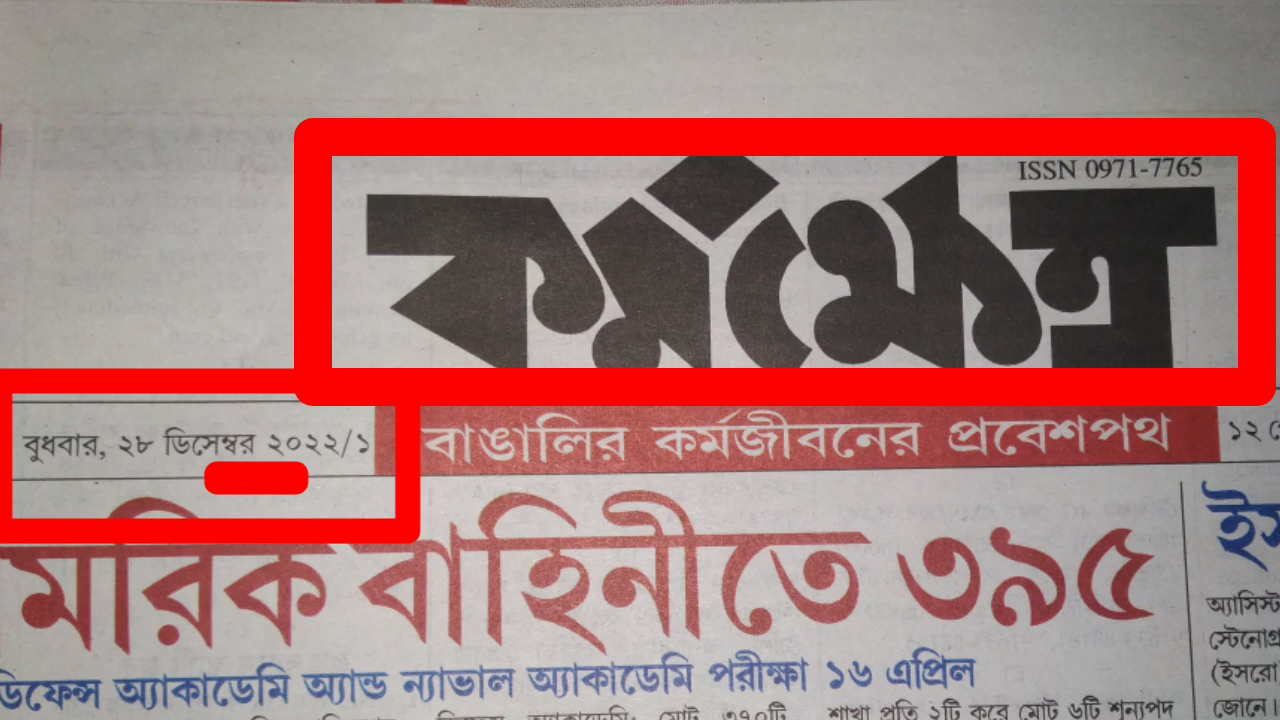 ISSN 0971-7765
কর্মক্ষেত্র
বুধবার, ২৮ ডিসেম্বর ২০২২/১
বাঙালির কর্মজীবনের প্রবেশপথ
১২
মরিক বাহিনীতে ৩৯৫
ডিফেন্স অ্যাকাডেমি অ্যান্ড ন্যাভাল অ্যাকাডেমি পরীক্ষা ১৬ এপ্রিল
শাখা প্রতি ২টি করে মোট ৬টি শূন্যপদ
ইস
অ্যাসিস্ট
স্টেনোগ্র
(ইসরো
জোনে।